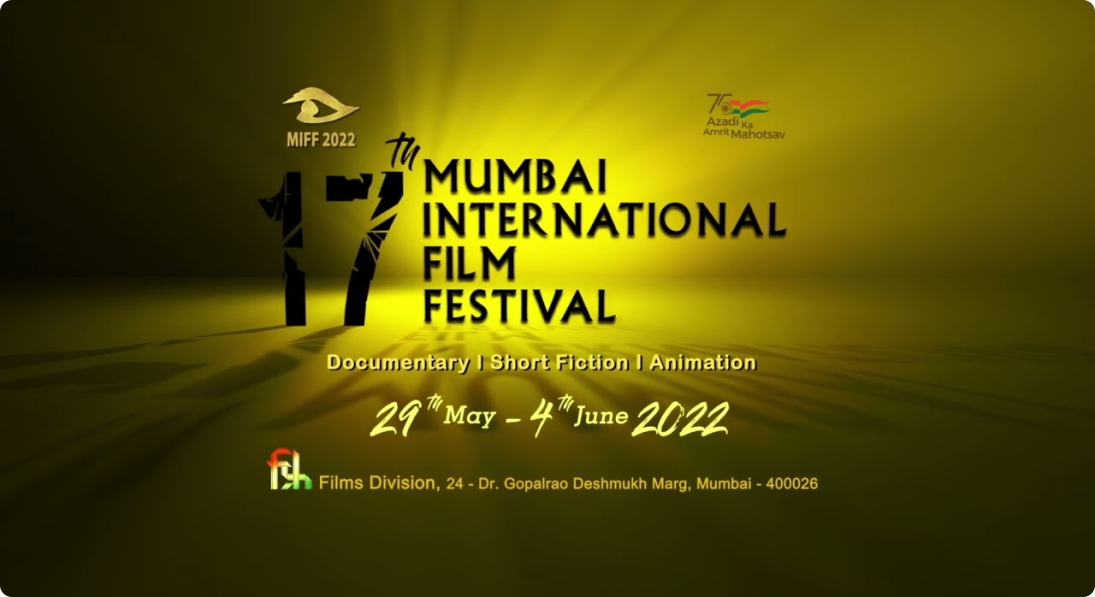 MIFF 2022
75
Azadi Ka
Amrit Mahotsav
17th
MUMBAI
INTERNATIONAL
FILM
FESTIVAL
Documentary I Short Fiction I Animation
29th May – 4th June 2022
Films Division, 24 - Dr. Gopalrao Deshmukh Marg, Mumbai - 400026